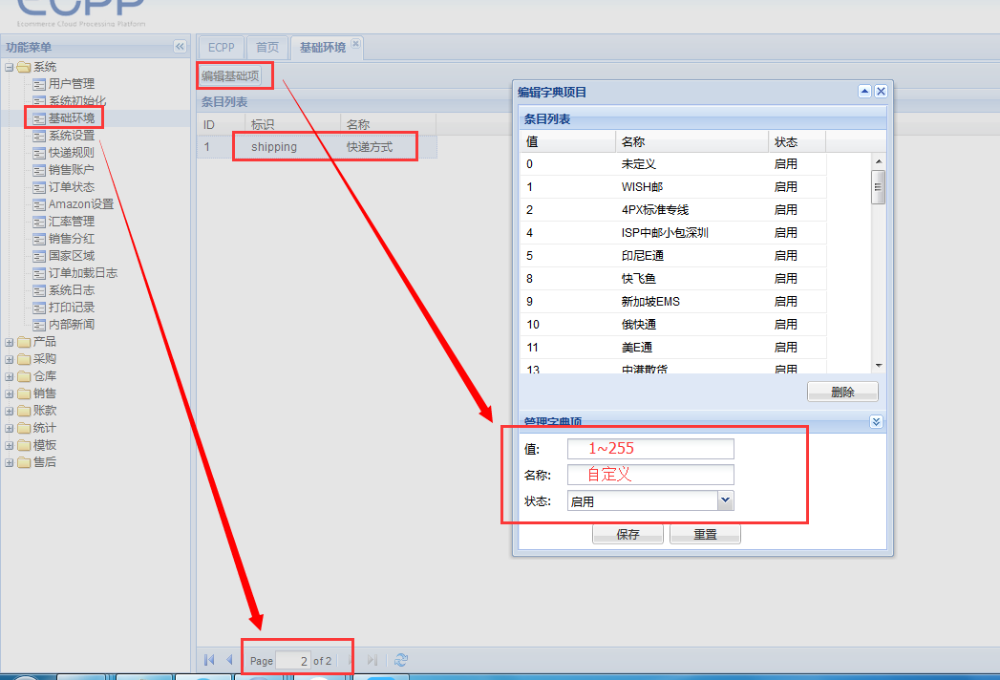 ECPP
Ecommerce Cloud Processing Platform
功能菜单
系统
用户管理
系统初始化
基础环境
系统设置
快递规则
销售账户
订单状态
Amazon设置
汇率管理
销售分红
国家区域
订单加载日志
系统日志
打印记录
内部新闻
产品
采购
仓库
销售
账款
统计
模板
售后
ECPP 首页 基础环境
编辑基础项
条目列表
ID 标识 名称
1 shipping 快递方式
Page 2 of 2
编辑字典项目
条目列表
值 名称 状态
0 未定义 启用
1 WISH邮 启用
2 4PX标准专线 启用
4 ISP中邮小包深圳 启用
5 印尼E通 启用
8 快飞鱼 启用
9 新加坡EMS 启用
10 俄快通 启用
11 美E通 启用
13 中港散货 启用
删除
管理字典项
值: 1~255
名称: 自定义
状态: 启用
保存 重置